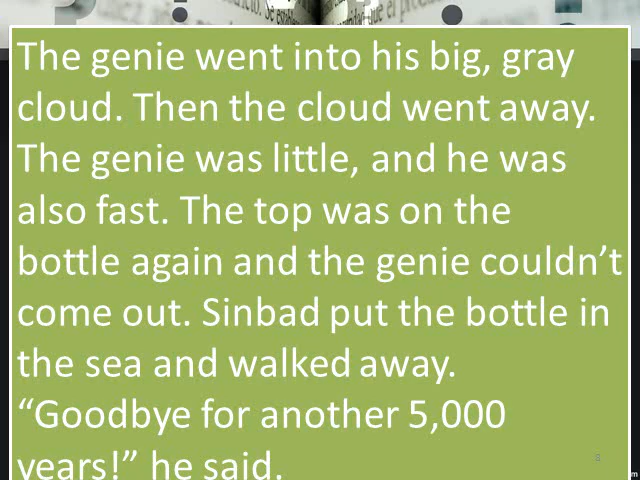 The genie went into his big, gray
cloud. Then the cloud went away.
The genie was little, and he was
also fast. The top was on the
bottle again and the genie couldn’t
come out. Sinbad put the bottle in
the sea and walked away.
“Goodbye for another 5,000
years!” he said.
8